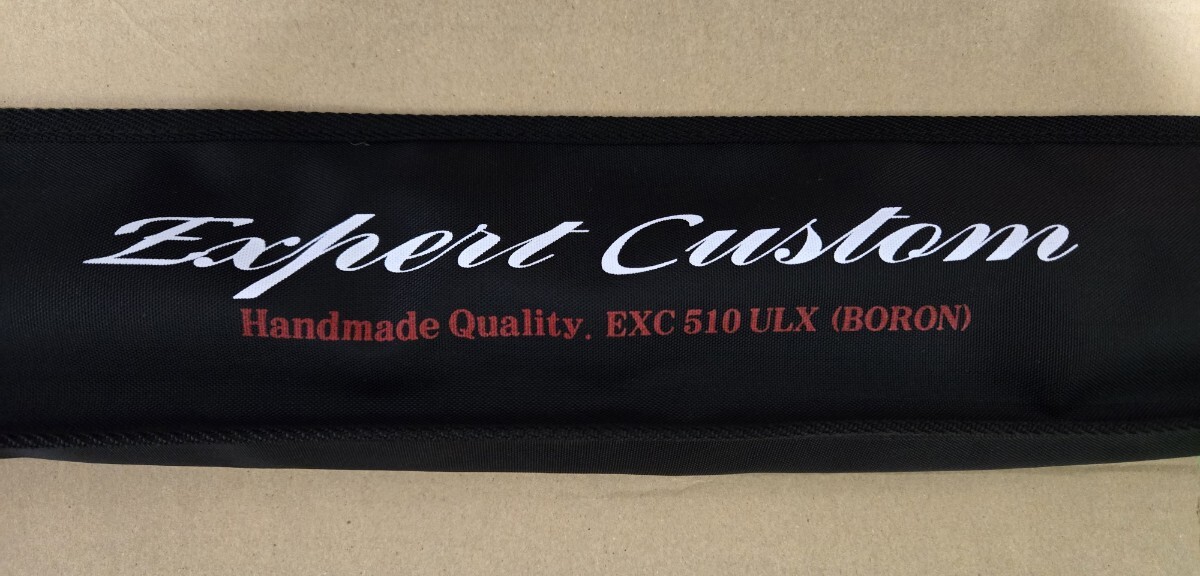 Expert Custom
Handmade Quality. EXC 510 ULX (BORON)